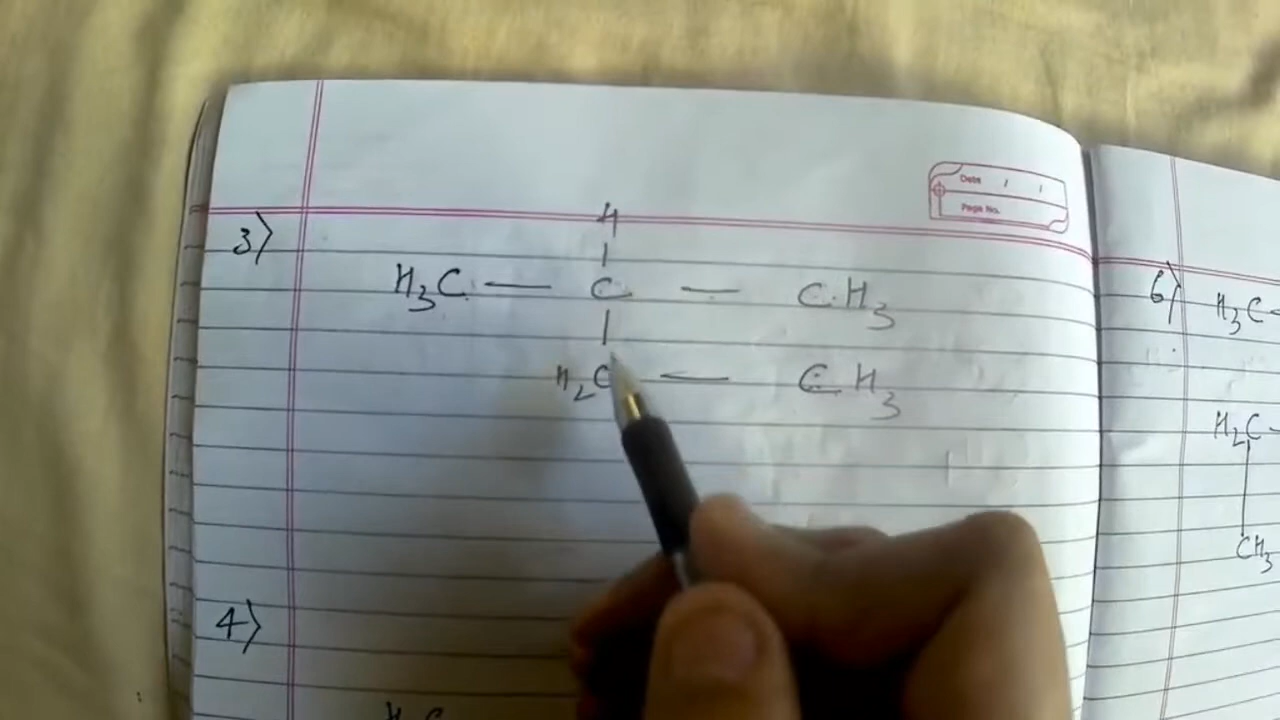 Date / /
Page No.
H
3) H3C — C — CH3
H2C — CH3
4)
6) H3C
H2C
CH3